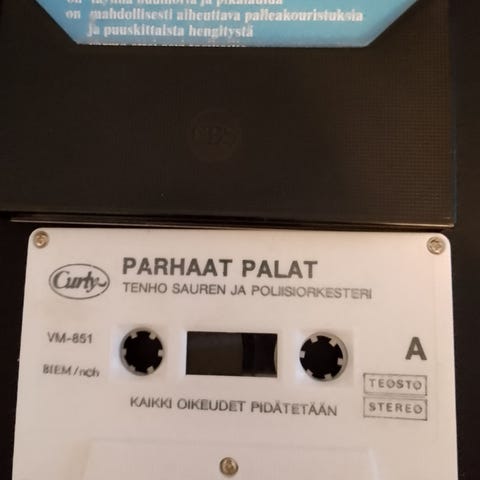 on mahdollisesti aiheuttava palleakouristuksia
ja puuskittaista hengitystä
CBS
Curly
PARHAAT PALAT
TENHO SAUREN JA POLIISIORKESTERI
VM-851
BIEM/ncb
A
TEOSTO
STEREO
KAIKKI OIKEUDET PIDÄTETÄÄN